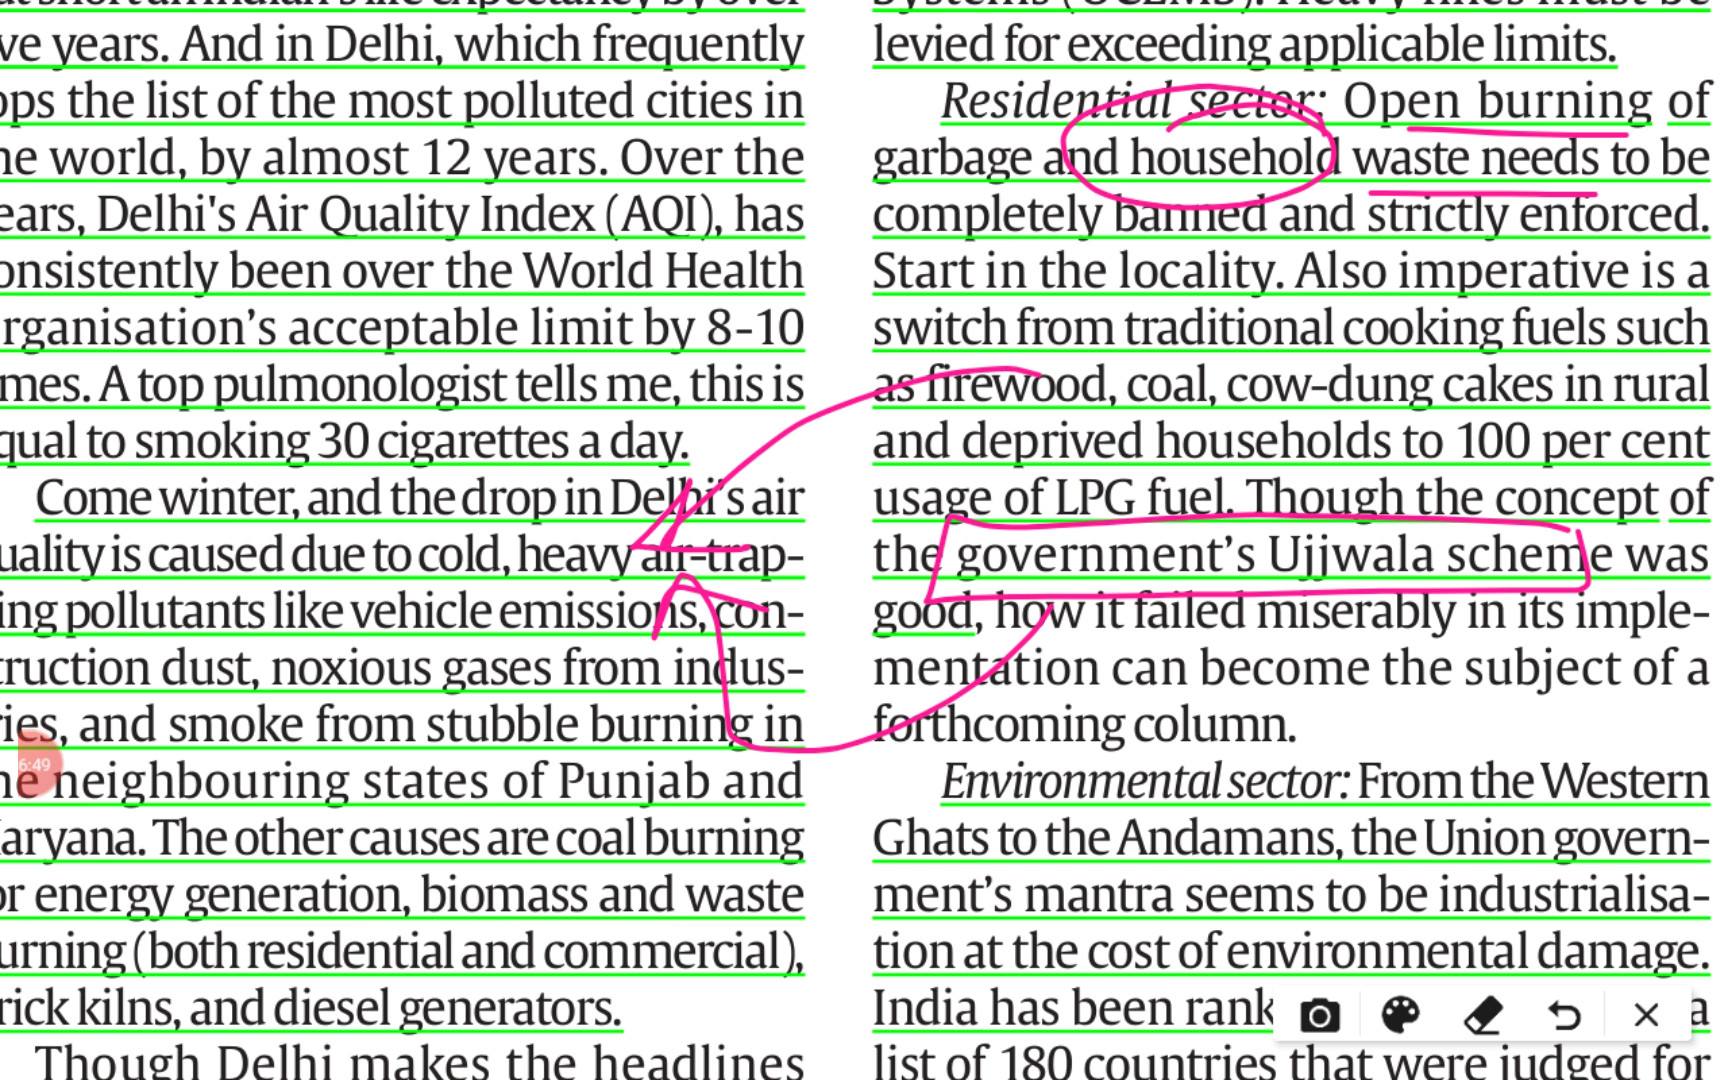 ve years. And in Delhi, which frequently
ops the list of the most polluted cities in
he world, by almost 12 years. Over the
ears, Delhi's Air Quality Index (AQI), has
onsistently been over the World Health
rganisation’s acceptable limit by 8-10
mes. A top pulmonologist tells me, this is
qual to smoking 30 cigarettes a day.
Come winter, and the drop in Delhi’s air
uality is caused due to cold, heavy air-trap-
ing pollutants like vehicle emissions, con-
truction dust, noxious gases from indus-
ries, and smoke from stubble burning in
he neighbouring states of Punjab and
aryana. The other causes are coal burning
or energy generation, biomass and waste
urning (both residential and commercial),
rick kilns, and diesel generators.
Though Delhi makes the headlines
levied for exceeding applicable limits.
Residential sector: Open burning of
garbage and household waste needs to be
completely banned and strictly enforced.
Start in the locality. Also imperative is a
switch from traditional cooking fuels such
as firewood, coal, cow-dung cakes in rural
and deprived households to 100 per cent
usage of LPG fuel. Though the concept of
the government’s Ujjwala scheme was
good, how it failed miserably in its imple-
mentation can become the subject of a
forthcoming column.
Environmental sector: From the Western
Ghats to the Andamans, the Union govern-
ment’s mantra seems to be industrialisa-
tion at the cost of environmental damage.
India has been rank a
list of 180 countries that were judged for
6:49